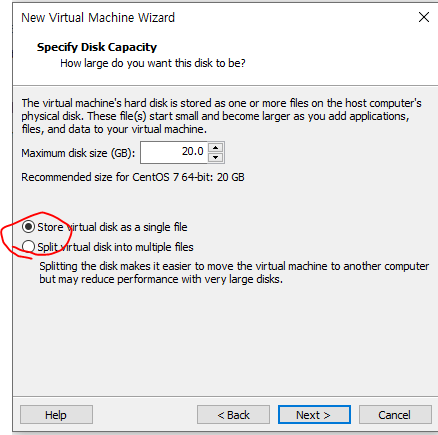 New Virtual Machine Wizard
Specify Disk Capacity
How large do you want this disk to be?
The virtual machine's hard disk is stored as one or more files on the host computer's
physical disk. These file(s) start small and become larger as you add applications,
files, and data to your virtual machine.
Maximum disk size (GB): 20.0
Recommended size for CentOS 7 64-bit: 20 GB
Store virtual disk as a single file
Split virtual disk into multiple files
Splitting the disk makes it easier to move the virtual machine to another computer
but may reduce performance with very large disks.
Help < Back Next > Cancel